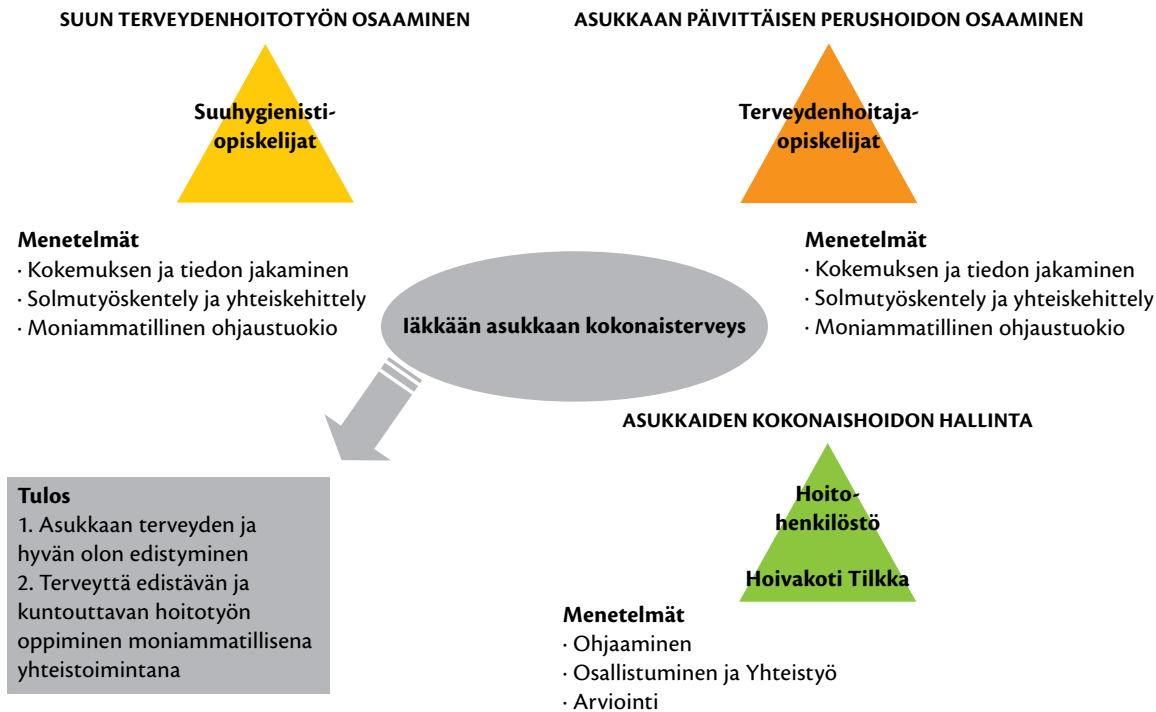 SUUN TERVEYDENHOITOTYÖN OSAAMINEN
Suuhygienisti-
opiskelijat
Menetelmät
· Kokemuksen ja tiedon jakaminen
· Solmutyöskentely ja yhteiskehittely
· Moniammatillinen ohjaustuokio
ASUKKAAN PÄIVITTÄISEN PERUSHOIDON OSAAMINEN
Terveydenhoitaja-
opiskelijat
Menetelmät
· Kokemuksen ja tiedon jakaminen
· Solmutyöskentely ja yhteiskehittely
· Moniammatillinen ohjaustuokio
Iäkkään asukkaan kokonaisterveys
ASUKKAIDEN KOKONAISHOIDON HALLINTA
Hoito-
henkilöstö
Hoivakoti Tilkka
Menetelmät
· Ohjaaminen
· Osallistuminen ja Yhteistyö
· Arviointi
Tulos
1. Asukkaan terveyden ja
hyvän olon edistyminen
2. Terveyttä edistävän ja
kuntouttavan hoitotyön
oppiminen moniammatillisena
yhteistoimintana